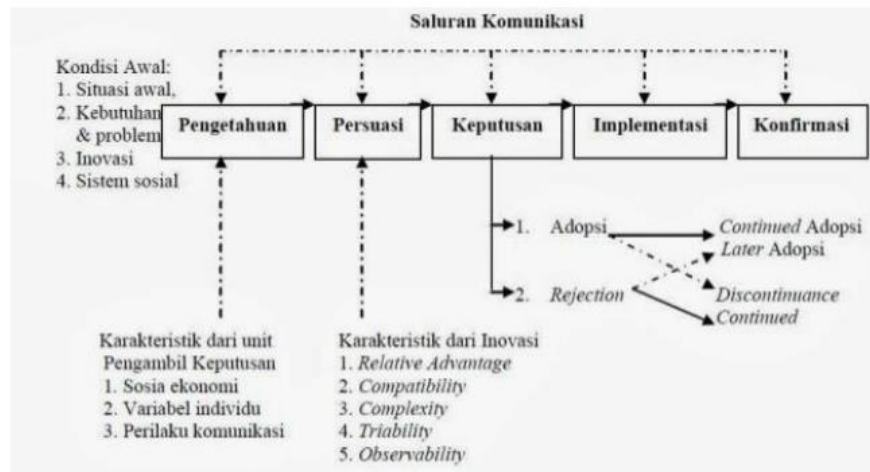 Saluran Komunikasi
Kondisi Awal:
1. Situasi awal,
2. Kebutuhan
& problem
3. Inovasi
4. Sistem sosial
Pengetahuan
Persuasi
Keputusan
Implementasi
Konfirmasi
1. Adopsi
Continued Adopsi
Later Adopsi
2. Rejection
Discontinuance
Continued
Karakteristik dari unit
Pengambil Keputusan
1. Sosia ekonomi
2. Variabel individu
3. Perilaku komunikasi
Karakteristik dari Inovasi
1. Relative Advantage
2. Compatibility
3. Complexity
4. Triability
5. Observability